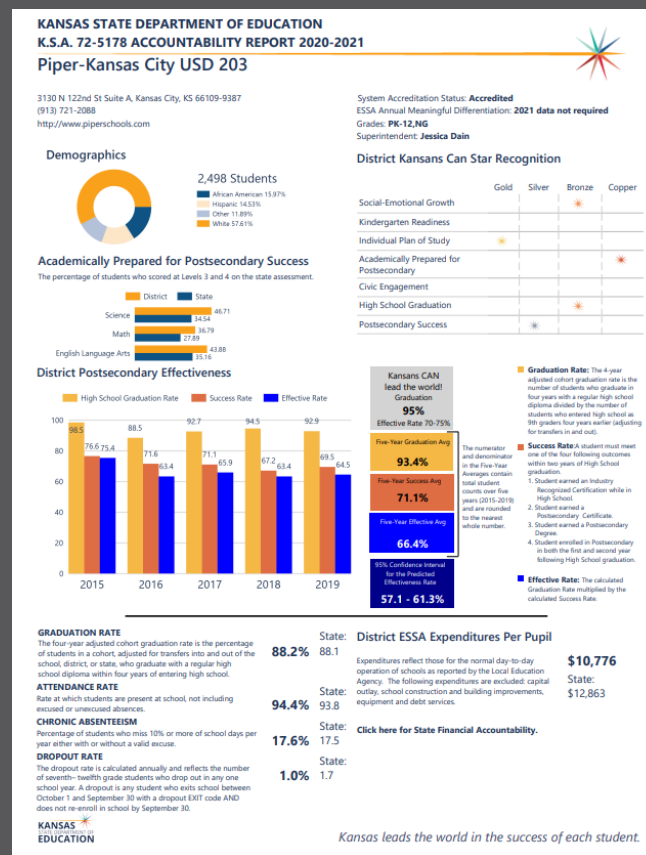 KANSAS STATE DEPARTMENT OF EDUCATION
K.S.A. 72-5178 ACCOUNTABILITY REPORT 2020-2021
Piper-Kansas City USD 203
3130 N 122nd St Suite A, Kansas City, KS 66109-9387
(913) 721-2088
http://www.piperschools.com
System Accreditation Status: Accredited
ESSA Annual Meaningful Differentiation: 2021 data not required
Grades: PK-12,NG
Superintendent: Jessica Dain
Demographics
2,498 Students
African American 15.97%
Hispanic 14.53%
Other 11.89%
White 57.61%
District Kansans Can Star Recognition
Gold Silver Bronze Copper
Social-Emotional Growth
Kindergarten Readiness
Individual Plan of Study
Academically Prepared for
Postsecondary
Civic Engagement
High School Graduation
Postsecondary Success
Academically Prepared for Postsecondary Success
The percentage of students who scored at Levels 3 and 4 on the state assessment.
District State
Science 46.71
34.54
Math 36.79
27.89
English Language Arts 43.88
35.16
District Postsecondary Effectiveness
High School Graduation Rate Success Rate Effective Rate
100
80
60
40
20
0
98.5 76.6 75.4
88.5 71.6 63.4
92.7 71.1 65.9
94.5 67.2 63.4
92.9 69.5 64.5
2015 2016 2017 2018 2019
Kansans CAN
lead the world!
Graduation
95%
Effective Rate 70-75%
Five-Year Graduation Avg
93.4%
Five-Year Success Avg
71.1%
Five-Year Effective Avg
66.4%
95% Confidence Interval
for the Predicted
Effectiveness Rate
57.1 - 61.3%
The numerator
and denominator
in the Five-Year
Averages contain
total student
counts over five
years (2015-2019)
and are rounded
to the nearest
whole number.
Graduation Rate: The 4-year
adjusted cohort graduation rate is the
number of students who graduate in
four years with a regular high school
diploma divided by the number of
students who entered high school as
9th graders four years earlier (adjusting
for transfers in and out).
Success Rate:A student must meet
one of the four following outcomes
within two years of High School
graduation.
1. Student earned an Industry
Recognized Certification while in
High School.
2. Student earned a
Postsecondary Certificate.
3. Student earned a Postsecondary
Degree.
4. Student enrolled in Postsecondary
in both the first and second year
following High School graduation.
Effective Rate: The calculated
Graduation Rate multiplied by the
calculated Success Rate.
GRADUATION RATE
The four-year adjusted cohort graduation rate is the percentage
of students in a cohort, adjusted for transfers into and out of the
school, district, or state, who graduate with a regular high
school diploma within four years of entering high school.
88.2%
State:
88.1
ATTENDANCE RATE
Rate at which students are present at school, not including
excused or unexcused absences.
94.4%
State:
93.8
CHRONIC ABSENTEEISM
Percentage of students who miss 10% or more of school days per
year either with or without a valid excuse.
17.6%
State:
17.5
DROPOUT RATE
The dropout rate is calculated annually and reflects the number
of seventh– twelfth grade students who drop out in any one
school year. A dropout is any student who exits school between
October 1 and September 30 with a dropout EXIT code AND
does not re-enroll in school by September 30.
1.0%
State:
1.7
District ESSA Expenditures Per Pupil
Expenditures reflect those for the normal day-to-day
operation of schools as reported by the Local Education
Agency. The following expenditures are excluded: capital
outlay, school construction and building improvements,
equipment and debt services.
$10,776
State:
$12,863
Click here for State Financial Accountability.
KANSAS
STATE DEPARTMENT OF
EDUCATION
Kansas leads the world in the success of each student.